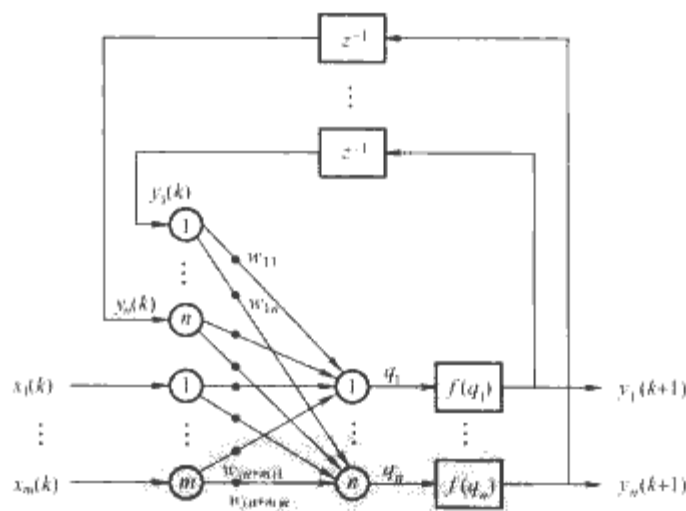 z⁻¹
⋮
z⁻¹
y₁(k)
1
w₁₁
⋮
w₁ₙ
yₙ(k)
n
x₁(k)
1
1
q₁
f(q₁)
y₁(k+1)
⋮
⋮
⋮
⋮
xₘ(k)
m
w₍ₙ₊ₘ₎₁
w₍ₙ₊ₘ₎ₙ
n
qₙ
f(qₙ)
yₙ(k+1)